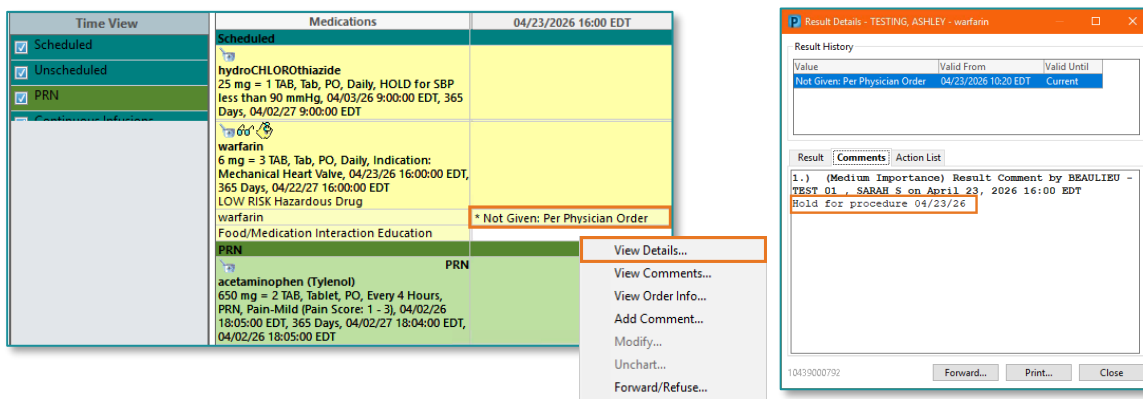 Time View
Scheduled
Unscheduled
PRN
Continuous Infusions
Medications
04/23/2026 16:00 EDT
Scheduled
hydroCHLOROthiazide
25 mg = 1 TAB, Tab, PO, Daily, HOLD for SBP
less than 90 mmHg, 04/03/26 9:00:00 EDT, 365
Days, 04/02/27 9:00:00 EDT
warfarin
6 mg = 3 TAB, Tab, PO, Daily, Indication:
Mechanical Heart Valve, 04/23/26 16:00:00 EDT,
365 Days, 04/22/27 16:00:00 EDT
LOW RISK Hazardous Drug
warfarin
* Not Given: Per Physician Order
Food/Medication Interaction Education
PRN
PRN
acetaminophen (Tylenol)
650 mg = 2 TAB, Tablet, PO, Every 4 Hours,
PRN, Pain-Mild (Pain Score: 1 - 3), 04/02/26
18:05:00 EDT, 365 Days, 04/02/27 18:04:00 EDT,
04/02/26 18:05:00 EDT
View Details...
View Comments...
View Order Info...
Add Comment...
Modify...
Unchart...
Forward/Refuse...
P Result Details - TESTING, ASHLEY - warfarin
Result History
Value Valid From Valid Until
Not Given: Per Physician Order 04/23/2026 10:20 EDT Current
Result Comments Action List
1.) (Medium Importance) Result Comment by BEAULIEU -
TEST 01 , SARAH S on April 23, 2026 16:00 EDT
Hold for procedure 04/23/26
10439000792
Forward... Print... Close